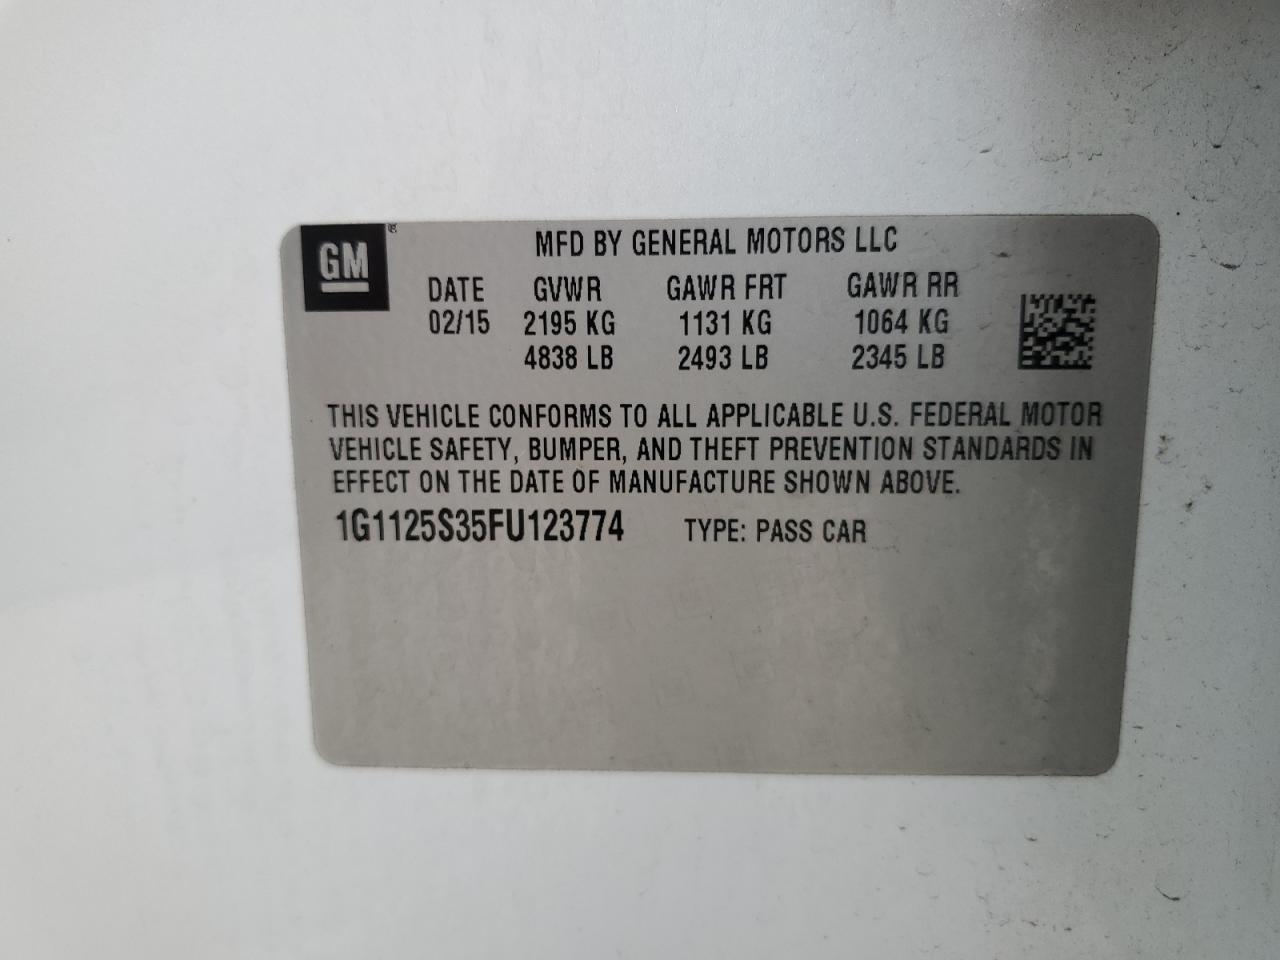 GM®
MFD BY GENERAL MOTORS LLC
DATE GVWR GAWR FRT GAWR RR
02/15 2195 KG 1131 KG 1064 KG
4838 LB 2493 LB 2345 LB
THIS VEHICLE CONFORMS TO ALL APPLICABLE U.S. FEDERAL MOTOR
VEHICLE SAFETY, BUMPER, AND THEFT PREVENTION STANDARDS IN
EFFECT ON THE DATE OF MANUFACTURE SHOWN ABOVE.
1G1125S35FU123774 TYPE: PASS CAR